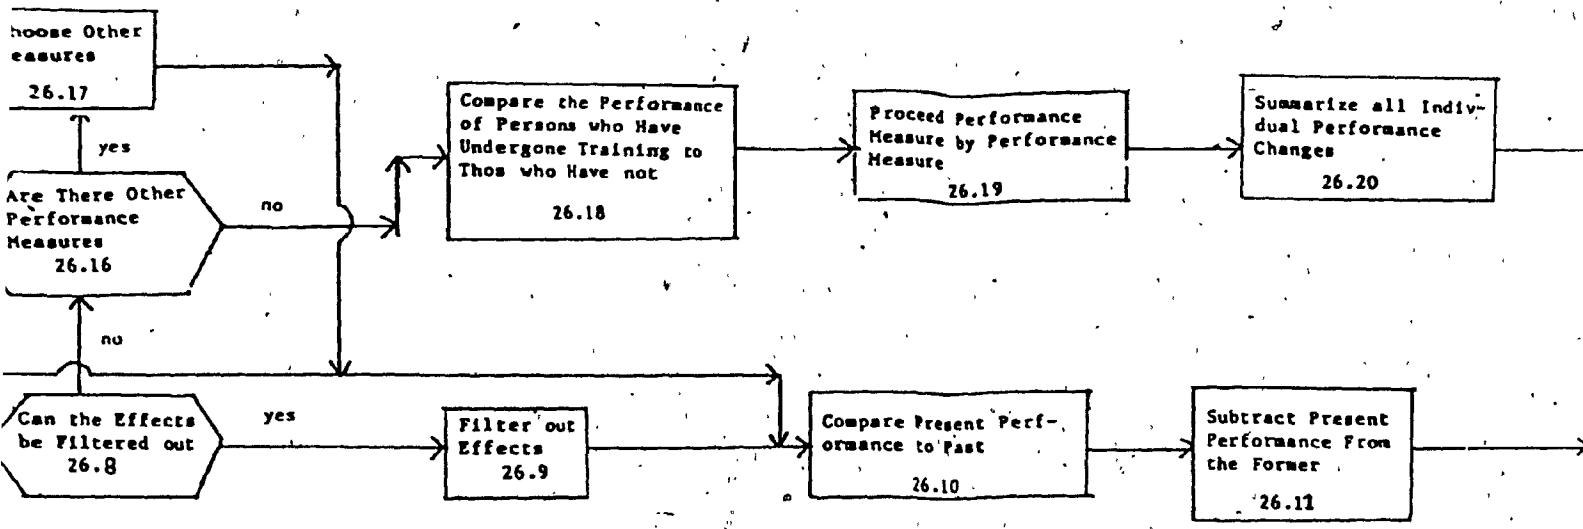 hoose Other
easures
26.17
yes
Are There Other
Performance
Measures
26.16
no
no
Can the Effects
be Filtered out
26.8
yes
Filter out
Effects
26.9
Compare the Performance
of Persons who Have
Undergone Training to
Thos who Have not
26.18
Proceed Performance
Measure by Performance
Measure
26.19
Summarize all Indiv-
dual Performance
Changes
26.20
Compare Present Perf-
ormance to Past
26.10
Subtract Present
Performance From
the Former
26.11